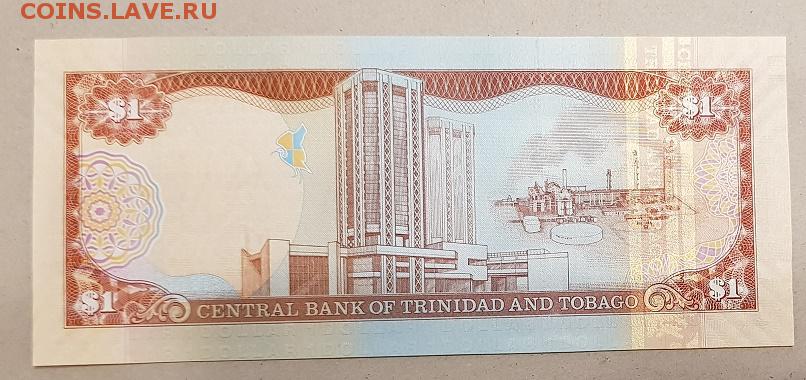 COINS.LAVE.RU
$1 $1
$1 CENTRAL BANK OF TRINIDAD AND TOBAGO $1